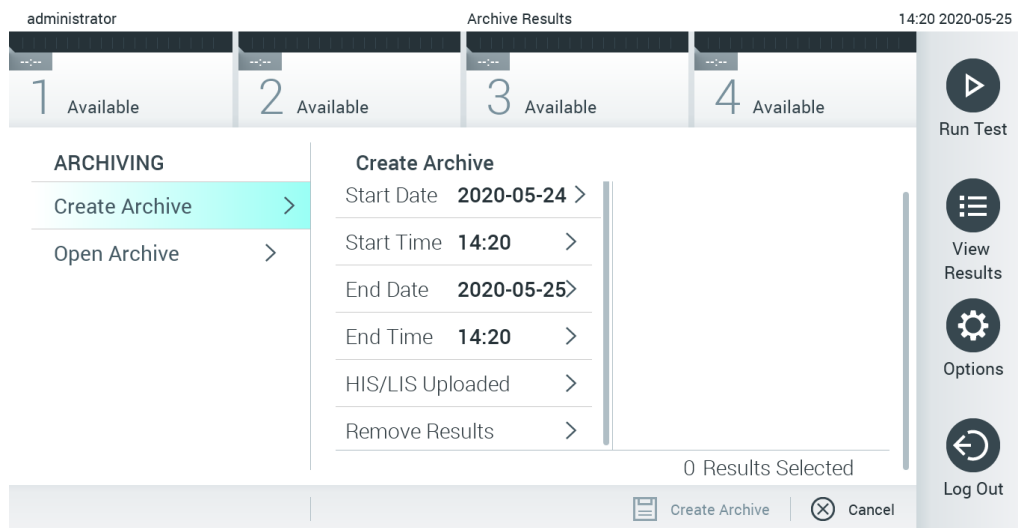 administrator
Archive Results
14:20 2020-05-25
--:--
--:--
--:--
--:--
1 Available
2 Available
3 Available
4 Available
Run Test
ARCHIVING
Create Archive
Open Archive
Create Archive
Start Date 2020-05-24
Start Time 14:20
End Date 2020-05-25
End Time 14:20
HIS/LIS Uploaded
Remove Results
0 Results Selected
View
Results
Options
Log Out
Create Archive
Cancel